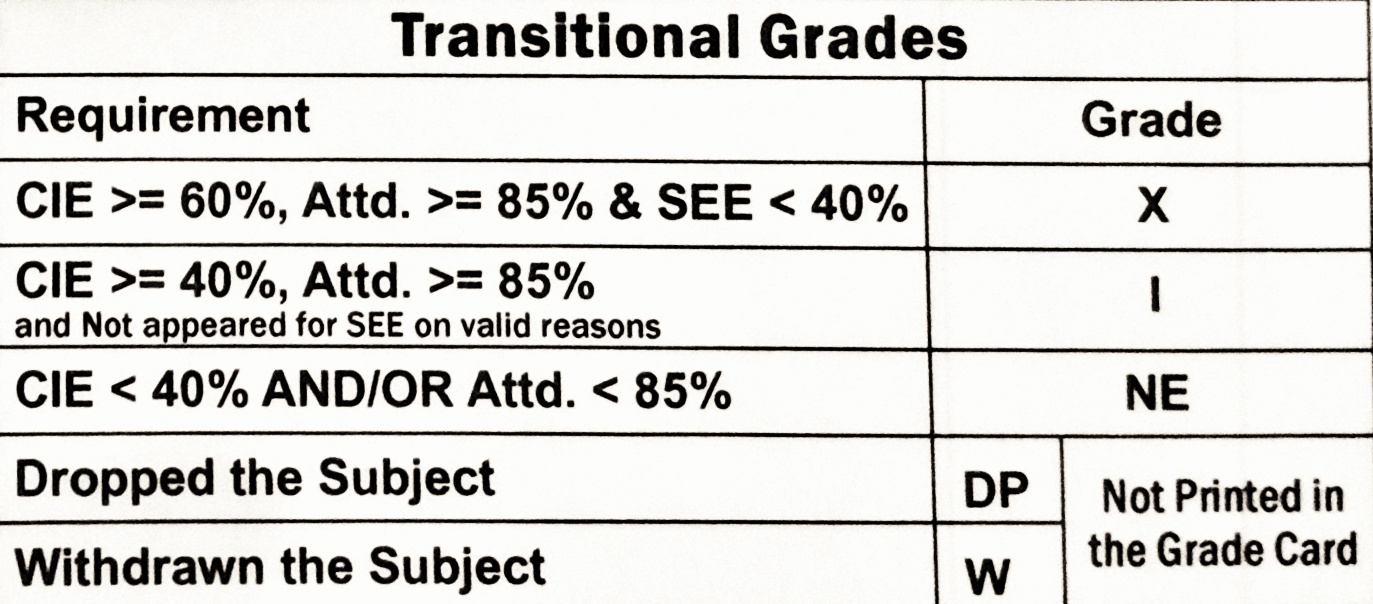 Transitional Grades
Requirement Grade
CIE >= 60%, Attd. >= 85% & SEE < 40% X
CIE >= 40%, Attd. >= 85%
and Not appeared for SEE on valid reasons I
CIE < 40% AND/OR Attd. < 85% NE
Dropped the Subject DP
Withdrawn the Subject W
Not Printed in
the Grade Card